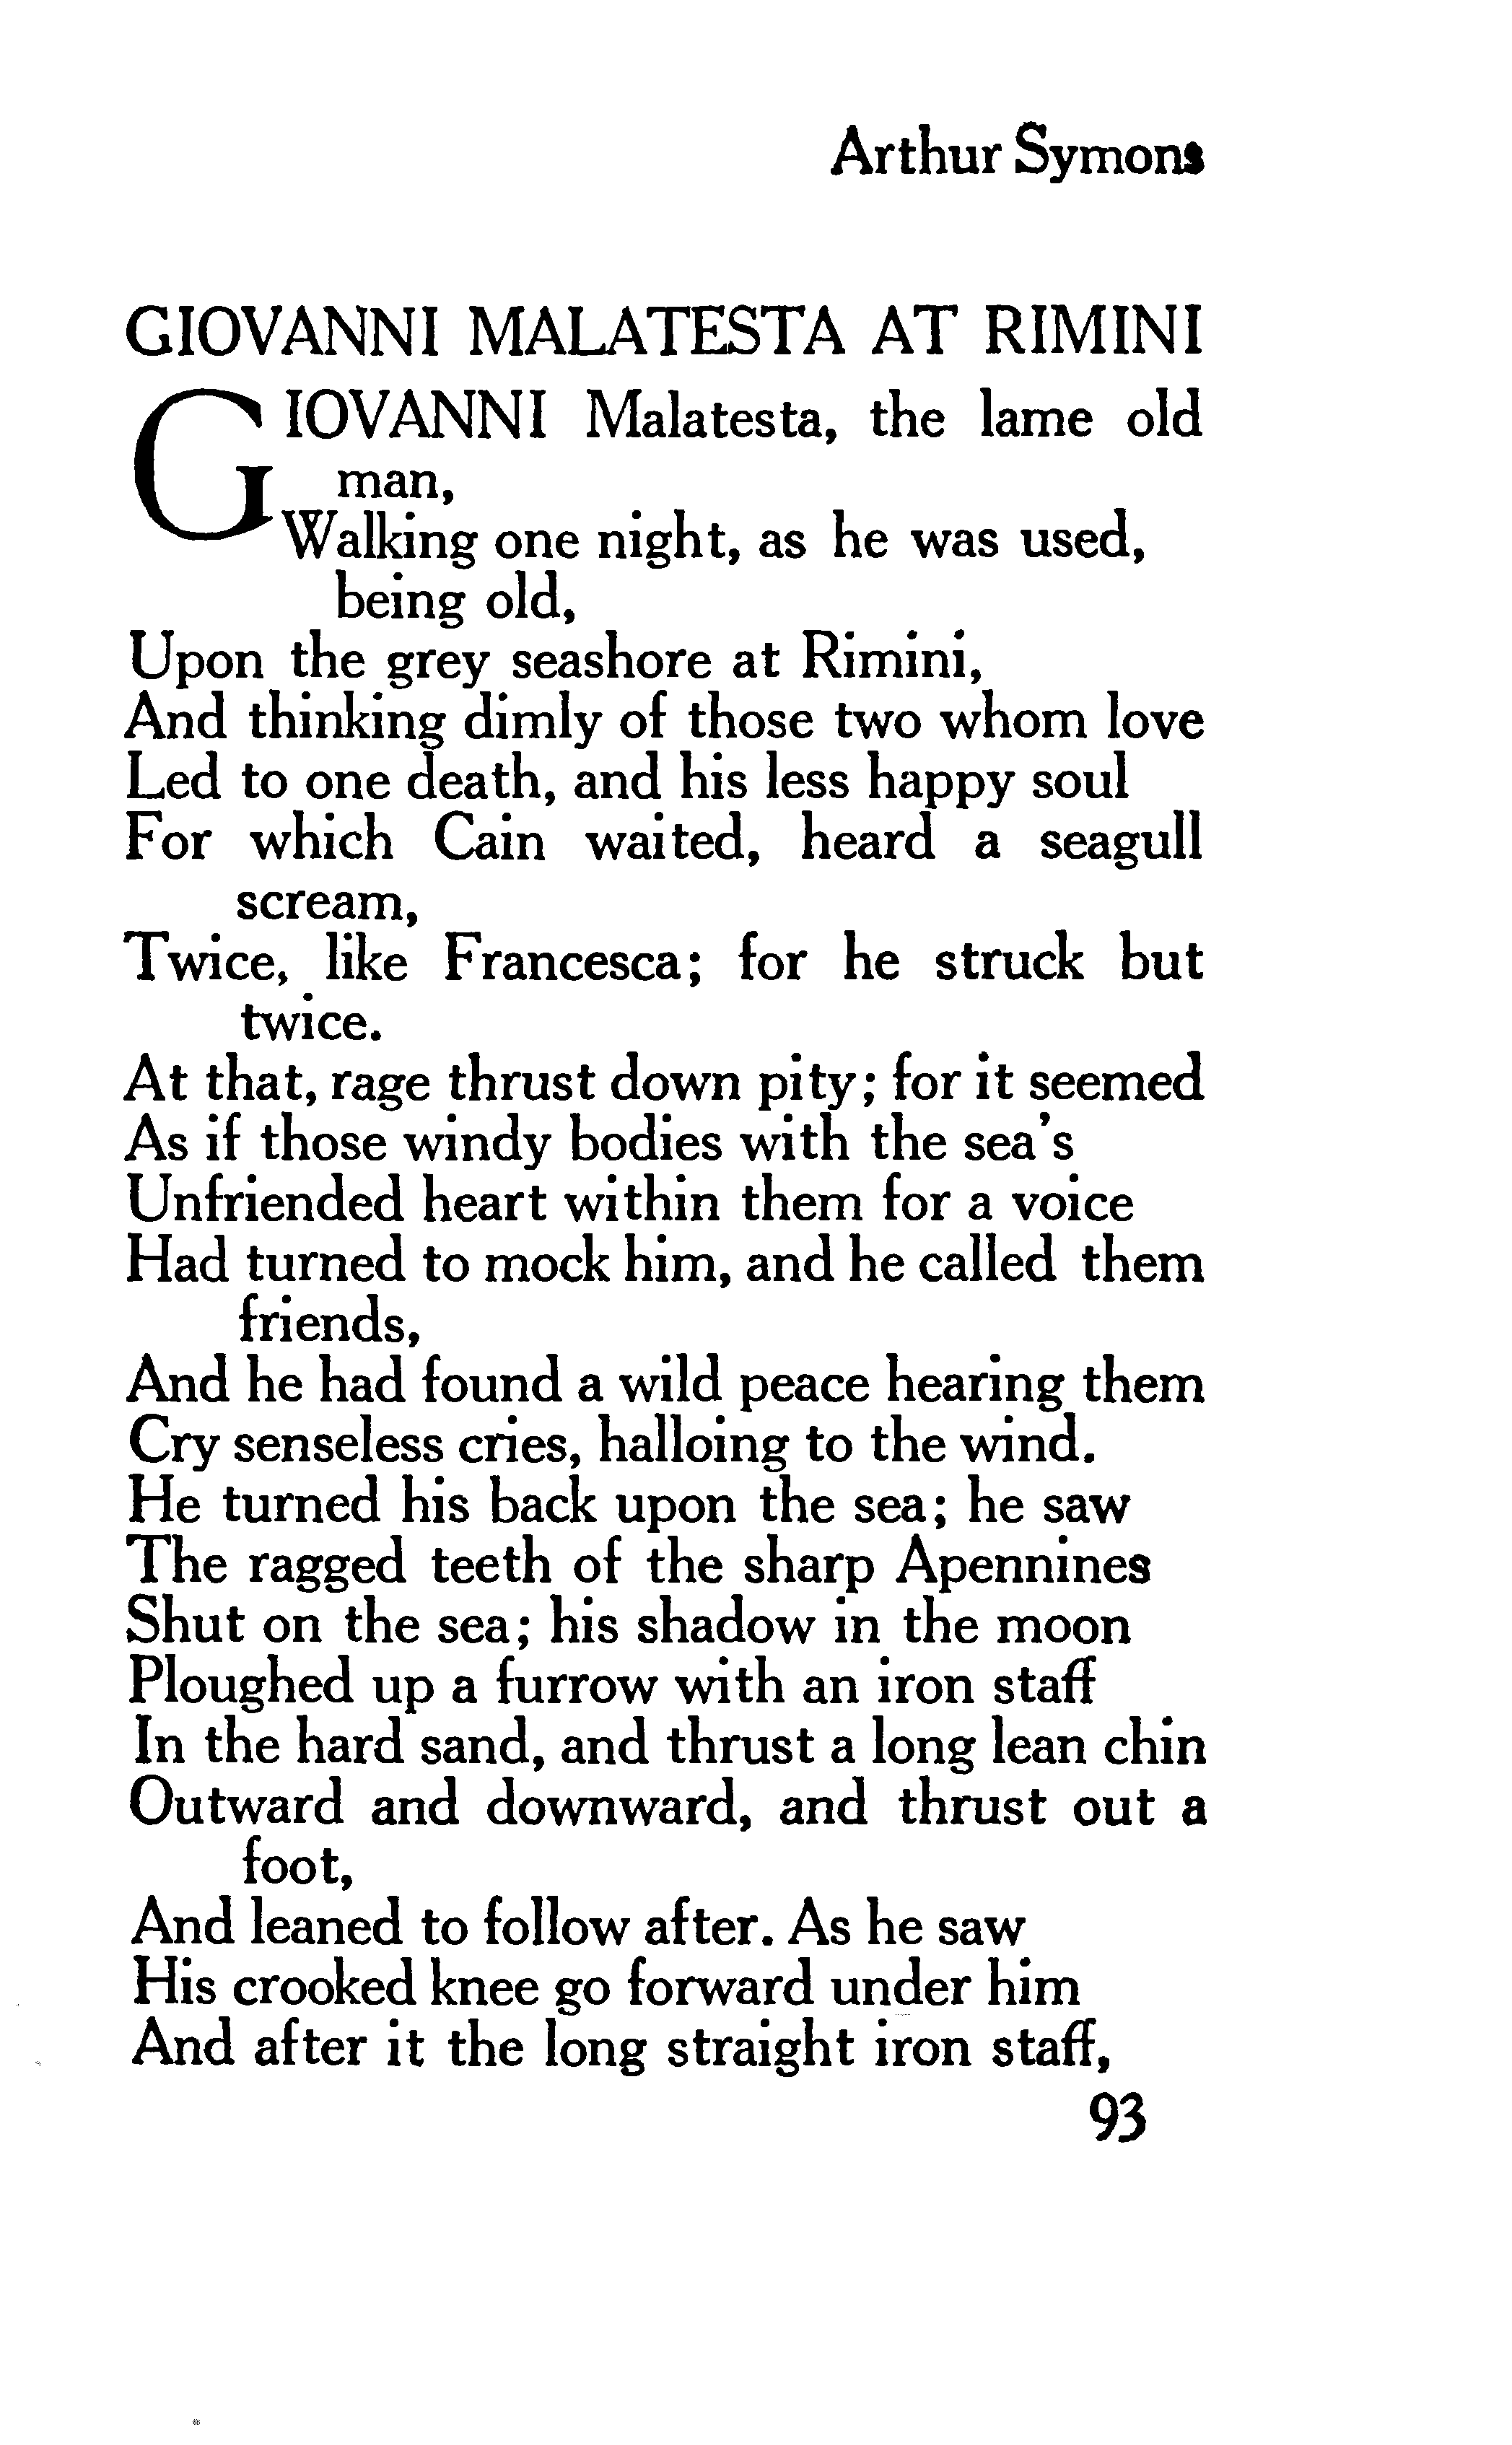 Arthur Symons
GIOVANNI MALATESTA AT RIMINI
GIOVANNI Malatesta, the lame old
man,
Walking one night, as he was used,
being old,
Upon the grey seashore at Rimini,
And thinking dimly of those two whom love
Led to one death, and his less happy soul
For which Cain waited, heard a seagull
scream,
Twice, like Francesca; for he struck but
twice.
At that, rage thrust down pity; for it seemed
As if those windy bodies with the sea's
Unfriended heart within them for a voice
Had turned to mock him, and he called them
friends,
And he had found a wild peace hearing them
Cry senseless cries, halloing to the wind.
He turned his back upon the sea; he saw
The ragged teeth of the sharp Apennines
Shut on the sea; his shadow in the moon
Ploughed up a furrow with an iron staff
In the hard sand, and thrust a long lean chin
Outward and downward, and thrust out a
foot,
And leaned to follow after. As he saw
His crooked knee go forward under him
And after it the long straight iron staff,
93